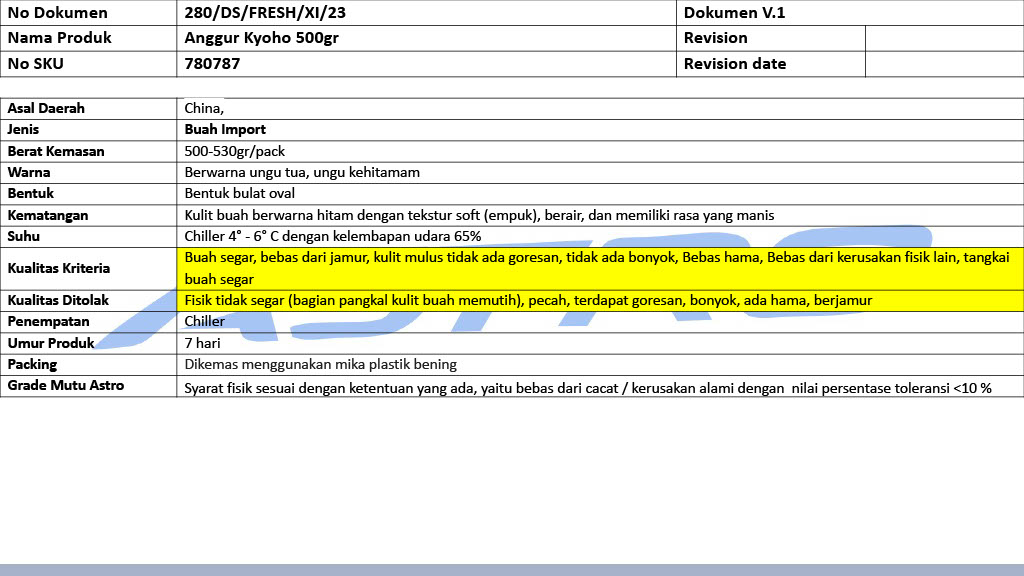 No Dokumen 280/DS/FRESH/XI/23 Dokumen V.1
Nama Produk Anggur Kyoho 500gr Revision
No SKU 780787 Revision date
Asal Daerah China,
Jenis Buah Import
Berat Kemasan 500-530gr/pack
Warna Berwarna ungu tua, ungu kehitamam
Bentuk Bentuk bulat oval
Kematangan Kulit buah berwarna hitam dengan tekstur soft (empuk), berair, dan memiliki rasa yang manis
Suhu Chiller 4° - 6° C dengan kelembapan udara 65%
Kualitas Kriteria Buah segar, bebas dari jamur, kulit mulus tidak ada goresan, tidak ada bonyok, Bebas hama, Bebas dari kerusakan fisik lain, tangkai
buah segar
Kualitas Ditolak Fisik tidak segar (bagian pangkal kulit buah memutih), pecah, terdapat goresan, bonyok, ada hama, berjamur
Penempatan Chiller
Umur Produk 7 hari
Packing Dikemas menggunakan mika plastik bening
Grade Mutu Astro Syarat fisik sesuai dengan ketentuan yang ada, yaitu bebas dari cacat / kerusakan alami dengan  nilai persentase toleransi <10 %
ASTRO